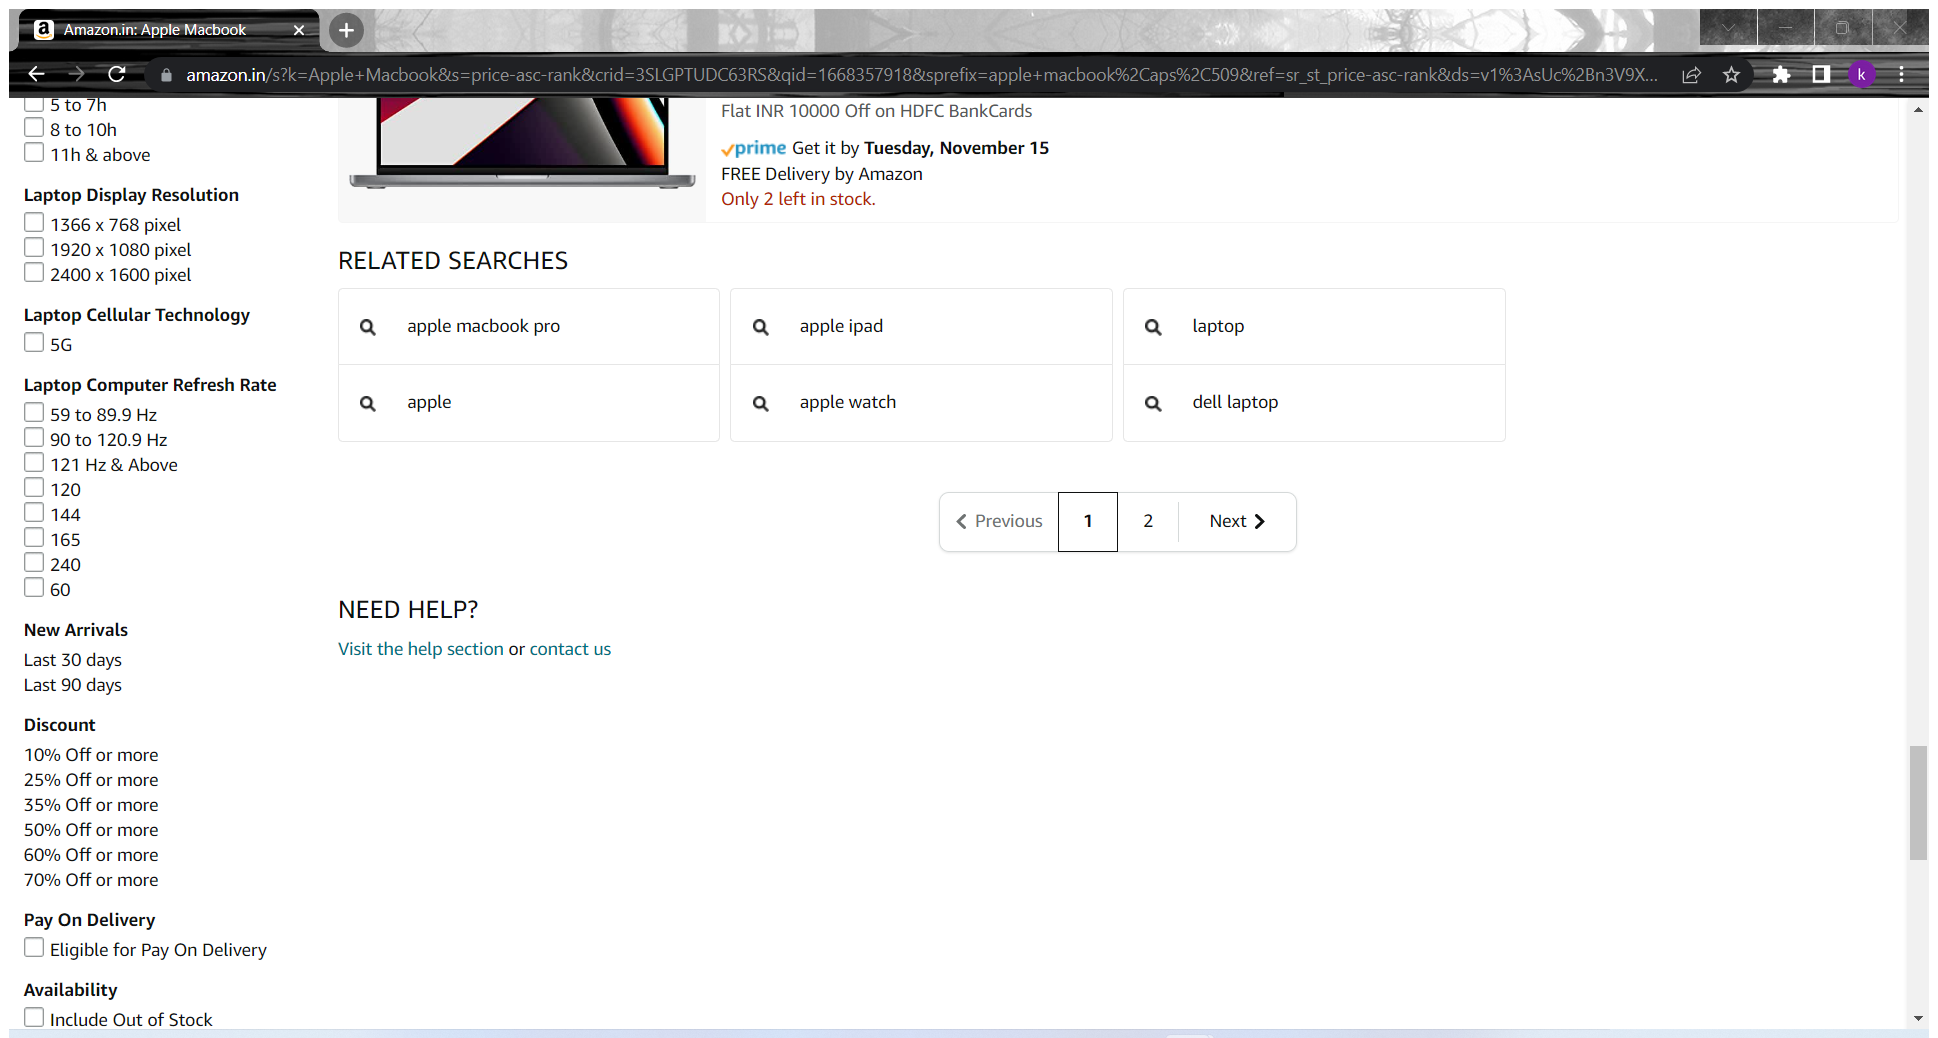 Amazon.in: Apple Macbook
amazon.in/s?k=Apple+Macbook&s=price-asc-rank&crid=3SLGPTUDC63RS&qid=1668357918&sprefix=apple+macbook%2Caps%2C509&ref=sr_st_price-asc-rank&ds=v1%3AsUc%2Bn3V9X...
k
5 to 7h
8 to 10h
11h & above
Laptop Display Resolution
1366 x 768 pixel
1920 x 1080 pixel
2400 x 1600 pixel
Laptop Cellular Technology
5G
Laptop Computer Refresh Rate
59 to 89.9 Hz
90 to 120.9 Hz
121 Hz & Above
120
144
165
240
60
New Arrivals
Last 30 days
Last 90 days
Discount
10% Off or more
25% Off or more
35% Off or more
50% Off or more
60% Off or more
70% Off or more
Pay On Delivery
Eligible for Pay On Delivery
Availability
Include Out of Stock
Flat INR 10000 Off on HDFC BankCards
prime Get it by Tuesday, November 15
FREE Delivery by Amazon
Only 2 left in stock.
RELATED SEARCHES
apple macbook pro
apple ipad
laptop
apple
apple watch
dell laptop
Previous 1 2 Next
NEED HELP?
Visit the help section or contact us